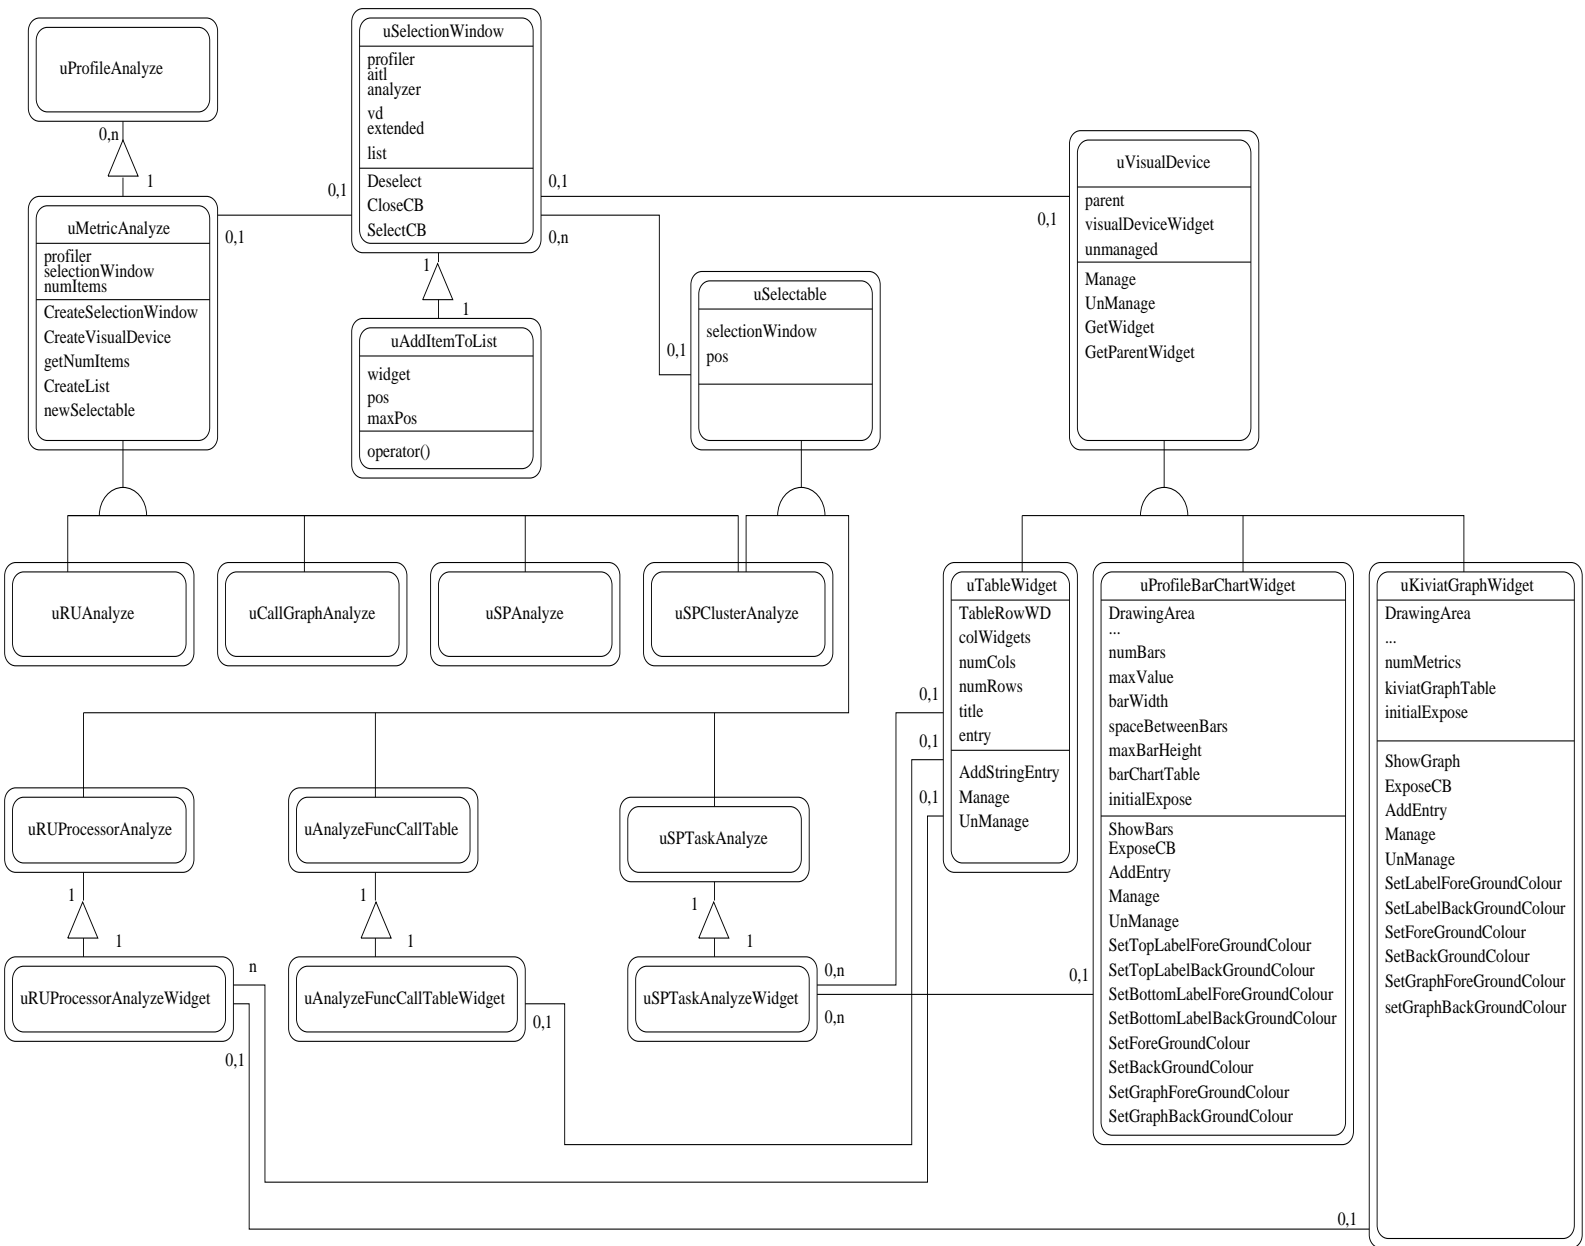 uProfileAnalyze
0,n
1
uMetricAnalyze
profiler
selectionWindow
numItems
CreateSelectionWindow
CreateVisualDevice
getNumItems
CreateList
newSelectable
0,1
0,1
uSelectionWindow
profiler
aitl
analyzer
vd
extended
list
Deselect
CloseCB
SelectCB
0,1
0,n
1
1
uAddItemToList
widget
pos
maxPos
operator()
uSelectable
selectionWindow
pos
0,1
0,1
uVisualDevice
parent
visualDeviceWidget
unmanaged
Manage
UnManage
GetWidget
GetParentWidget
uRUAnalyze
uCallGraphAnalyze
uSPAnalyze
uSPClusterAnalyze
uTableWidget
TableRowWD
colWidgets
numCols
numRows
title
entry
AddStringEntry
Manage
UnManage
0,1
0,1
0,1
uProfileBarChartWidget
DrawingArea
...
numBars
maxValue
barWidth
spaceBetweenBars
maxBarHeight
barChartTable
initialExpose
ShowBars
ExposeCB
AddEntry
Manage
UnManage
SetTopLabelForeGroundColour
SetTopLabelBackGroundColour
SetBottomLabelForeGroundColour
SetBottomLabelBackGroundColour
SetForeGroundColour
SetBackGroundColour
SetGraphForeGroundColour
SetGraphBackGroundColour
uKiviatGraphWidget
DrawingArea
...
numMetrics
kiviatGraphTable
initialExpose
ShowGraph
ExposeCB
AddEntry
Manage
UnManage
SetLabelForeGroundColour
SetLabelBackGroundColour
SetForeGroundColour
SetBackGroundColour
SetGraphForeGroundColour
setGraphBackGroundColour
uRUProcessorAnalyze
uAnalyzeFuncCallTable
uSPTaskAnalyze
1
1
1
1
1
1
uRUProcessorAnalyzeWidget
n
0,1
uAnalyzeFuncCallTableWidget
0,1
uSPTaskAnalyzeWidget
0,n
0,n
0,1
0,1